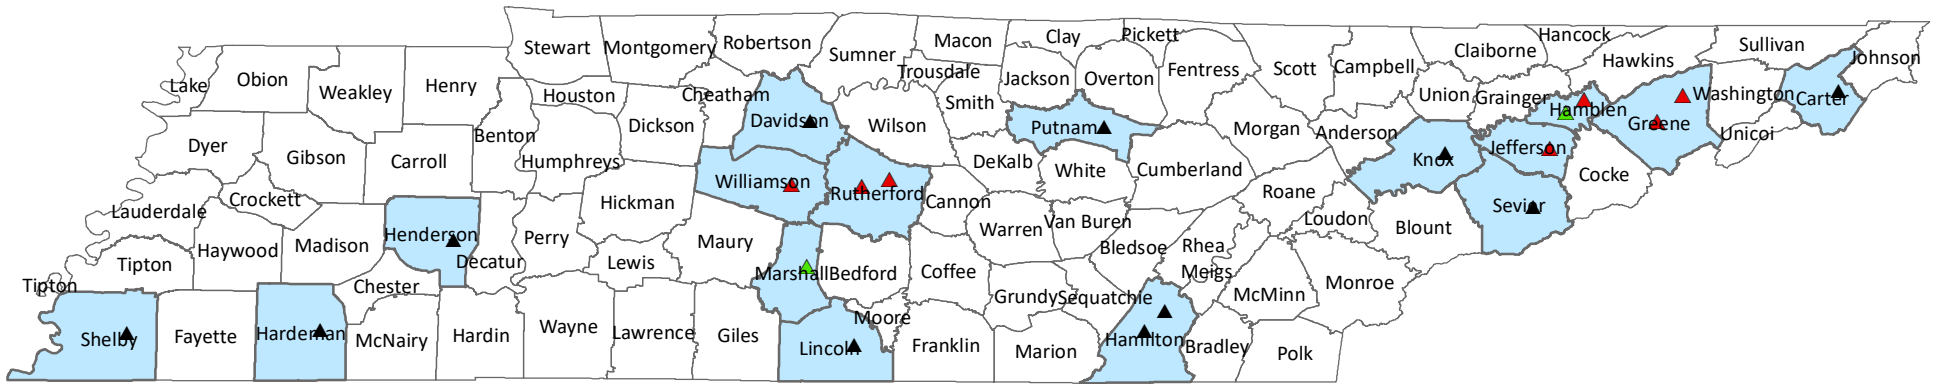 Lake
Obion
Weakley
Henry
Stewart
Montgomery
Robertson
Sumner
Macon
Trousdale
Clay
Pickett
Jackson
Overton
Fentress
Scott
Campbell
Claiborne
Hancock
Hawkins
Sullivan
Johnson
Houston
Cheatham
Smith
Union
Grainger
Hamblen
Washington
Carter
Dyer
Gibson
Carroll
Benton
Humphreys
Dickson
Davidson
Wilson
Putnam
Morgan
Anderson
Knox
Jefferson
Greene
Unicoi
Lauderdale
Crockett
Hickman
Williamson
Rutherford
Cannon
DeKalb
White
Cumberland
Roane
Loudon
Blount
Sevier
Cocke
Tipton
Haywood
Madison
Henderson
Decatur
Perry
Lewis
Maury
Marshall
Bedford
Coffee
Warren
Van Buren
Bledsoe
Rhea
Meigs
McMinn
Monroe
Tipton
Shelby
Fayette
Hardeman
Chester
McNairy
Hardin
Wayne
Lawrence
Giles
Lincoln
Moore
Franklin
Grundy
Sequatchie
Marion
Hamilton
Bradley
Polk